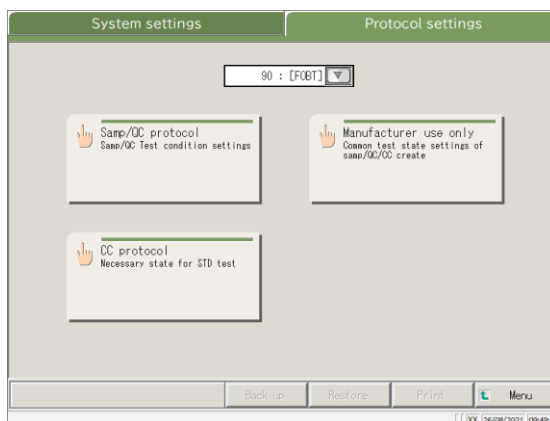 System settings
Protocol settings
90 : [FOBT]
Samp/QC protocol
Samp/QC Test condition settings
Manufacturer use only
Common test state settings of
samp/QC/CC create
CC protocol
Necessary state for STD test
Back up
Restore
Print
Menu
26/08/2021 09:49